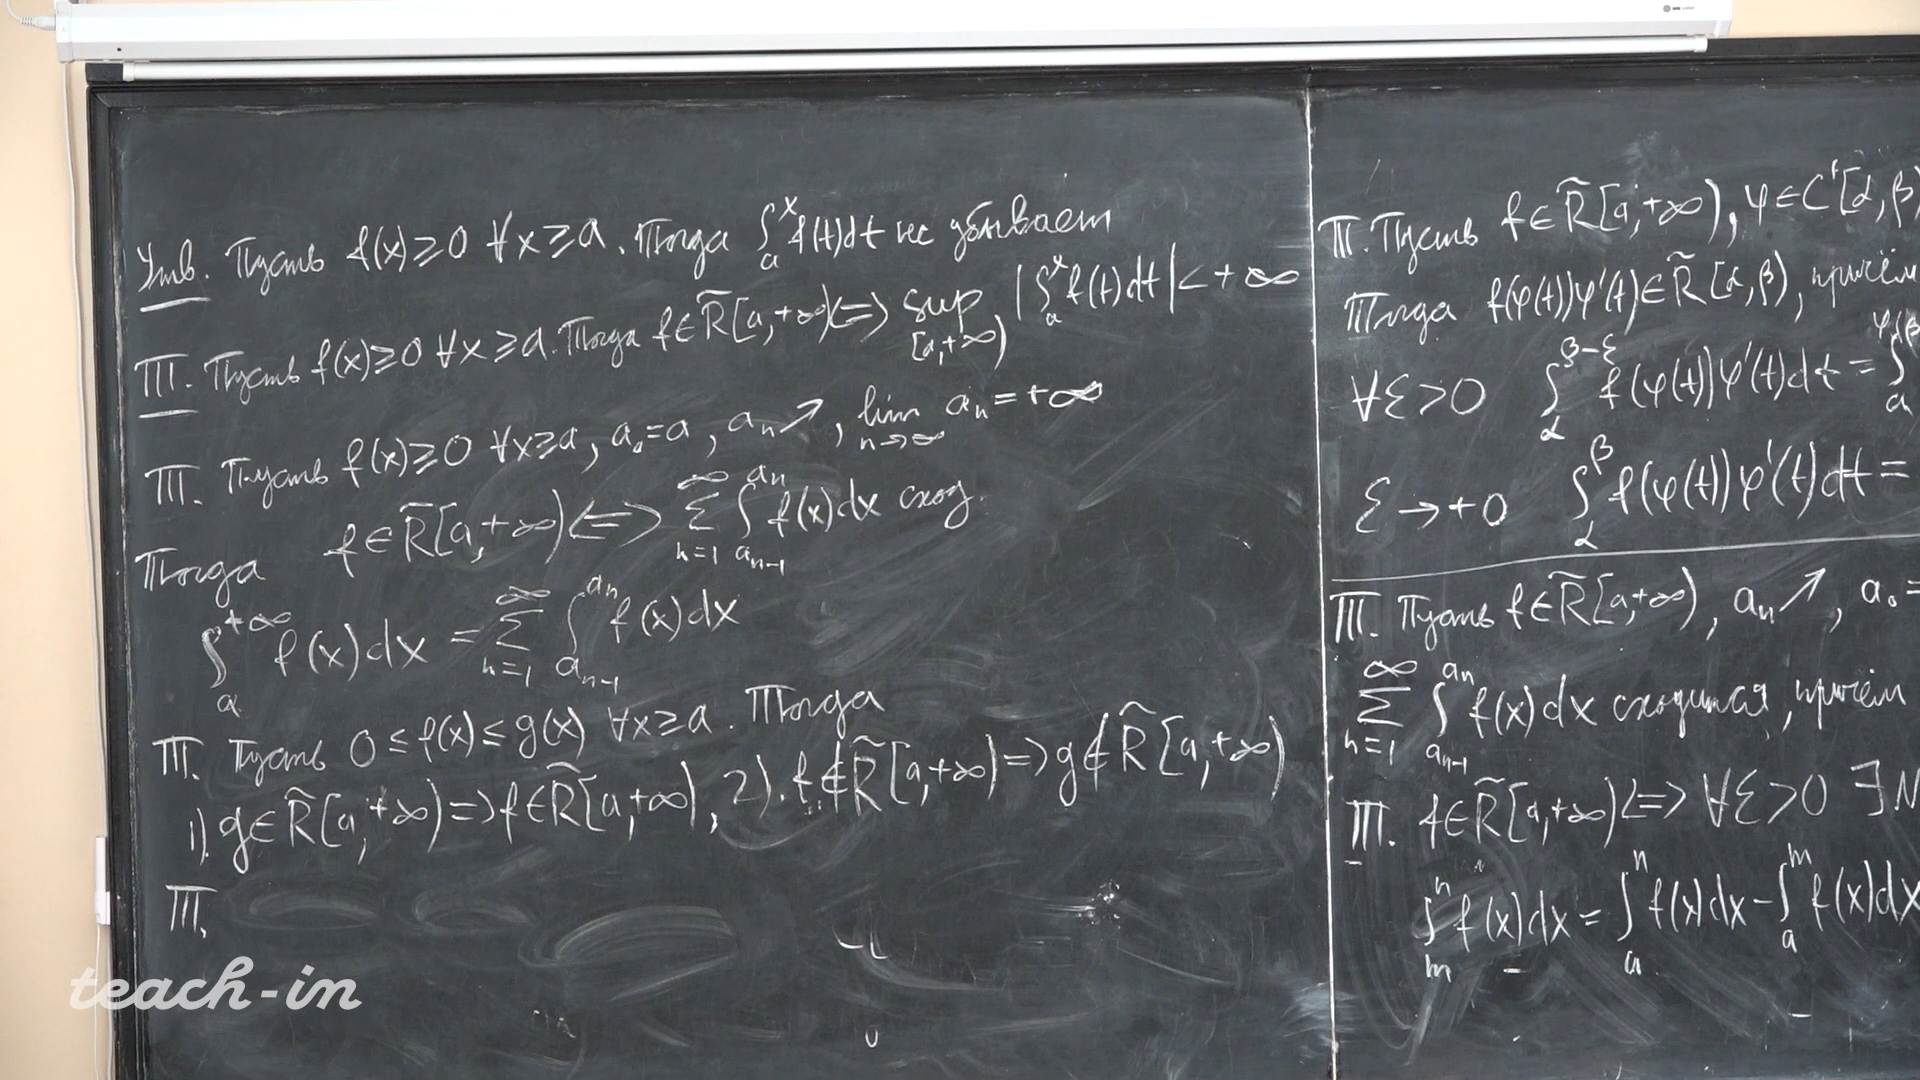 Утв. Пусть f(x)≥0 ∀x≥a. Тогда ∫_a^x f(t)dt не убывает
Т. Пусть f(x)≥0 ∀x≥a. Тогда f∈R̃[a,+∞) <=> sup_{[a,+∞)} |∫_a^x f(t)dt|<+∞
Т. Пусть f(x)≥0 ∀x≥a, a₀=a, aₙ↗, lim_{n→∞} aₙ=+∞
Тогда f∈R̃[a,+∞) <=> ∑_{n=1}^∞ ∫_{a_{n-1}}^{a_n} f(x)dx сход.
∫_a^{+∞} f(x)dx = ∑_{n=1}^∞ ∫_{a_{n-1}}^{a_n} f(x)dx
Т. Пусть 0≤f(x)≤g(x) ∀x≥a. Тогда
1). g∈R̃[a,+∞)=>f∈R̃[a,+∞), 2). f∉R̃[a,+∞)=>g∉R̃[a,+∞)
Т.
Т. Пусть f∈R̃[a,+∞), φ∈C¹[α,β)
Тогда f(φ(t))φ'(t)∈R̃[α,β), причём
∀ε>0 ∫_α^{β-ε} f(φ(t))φ'(t)dt = ∫_a
ε→+0 ∫_α^β f(φ(t))φ'(t)dt =
Т. Пусть f∈R̃[a,+∞), aₙ↗, a₀=
∑_{n=1}^∞ ∫_{a_{n-1}}^{a_n} f(x)dx сходится, причём
Т. f∈R̃[a,+∞) <=> ∀ε>0 ∃N
∫_m^n f(x)dx = ∫_a^n f(x)dx - ∫_a^m f(x)dx
teach-in